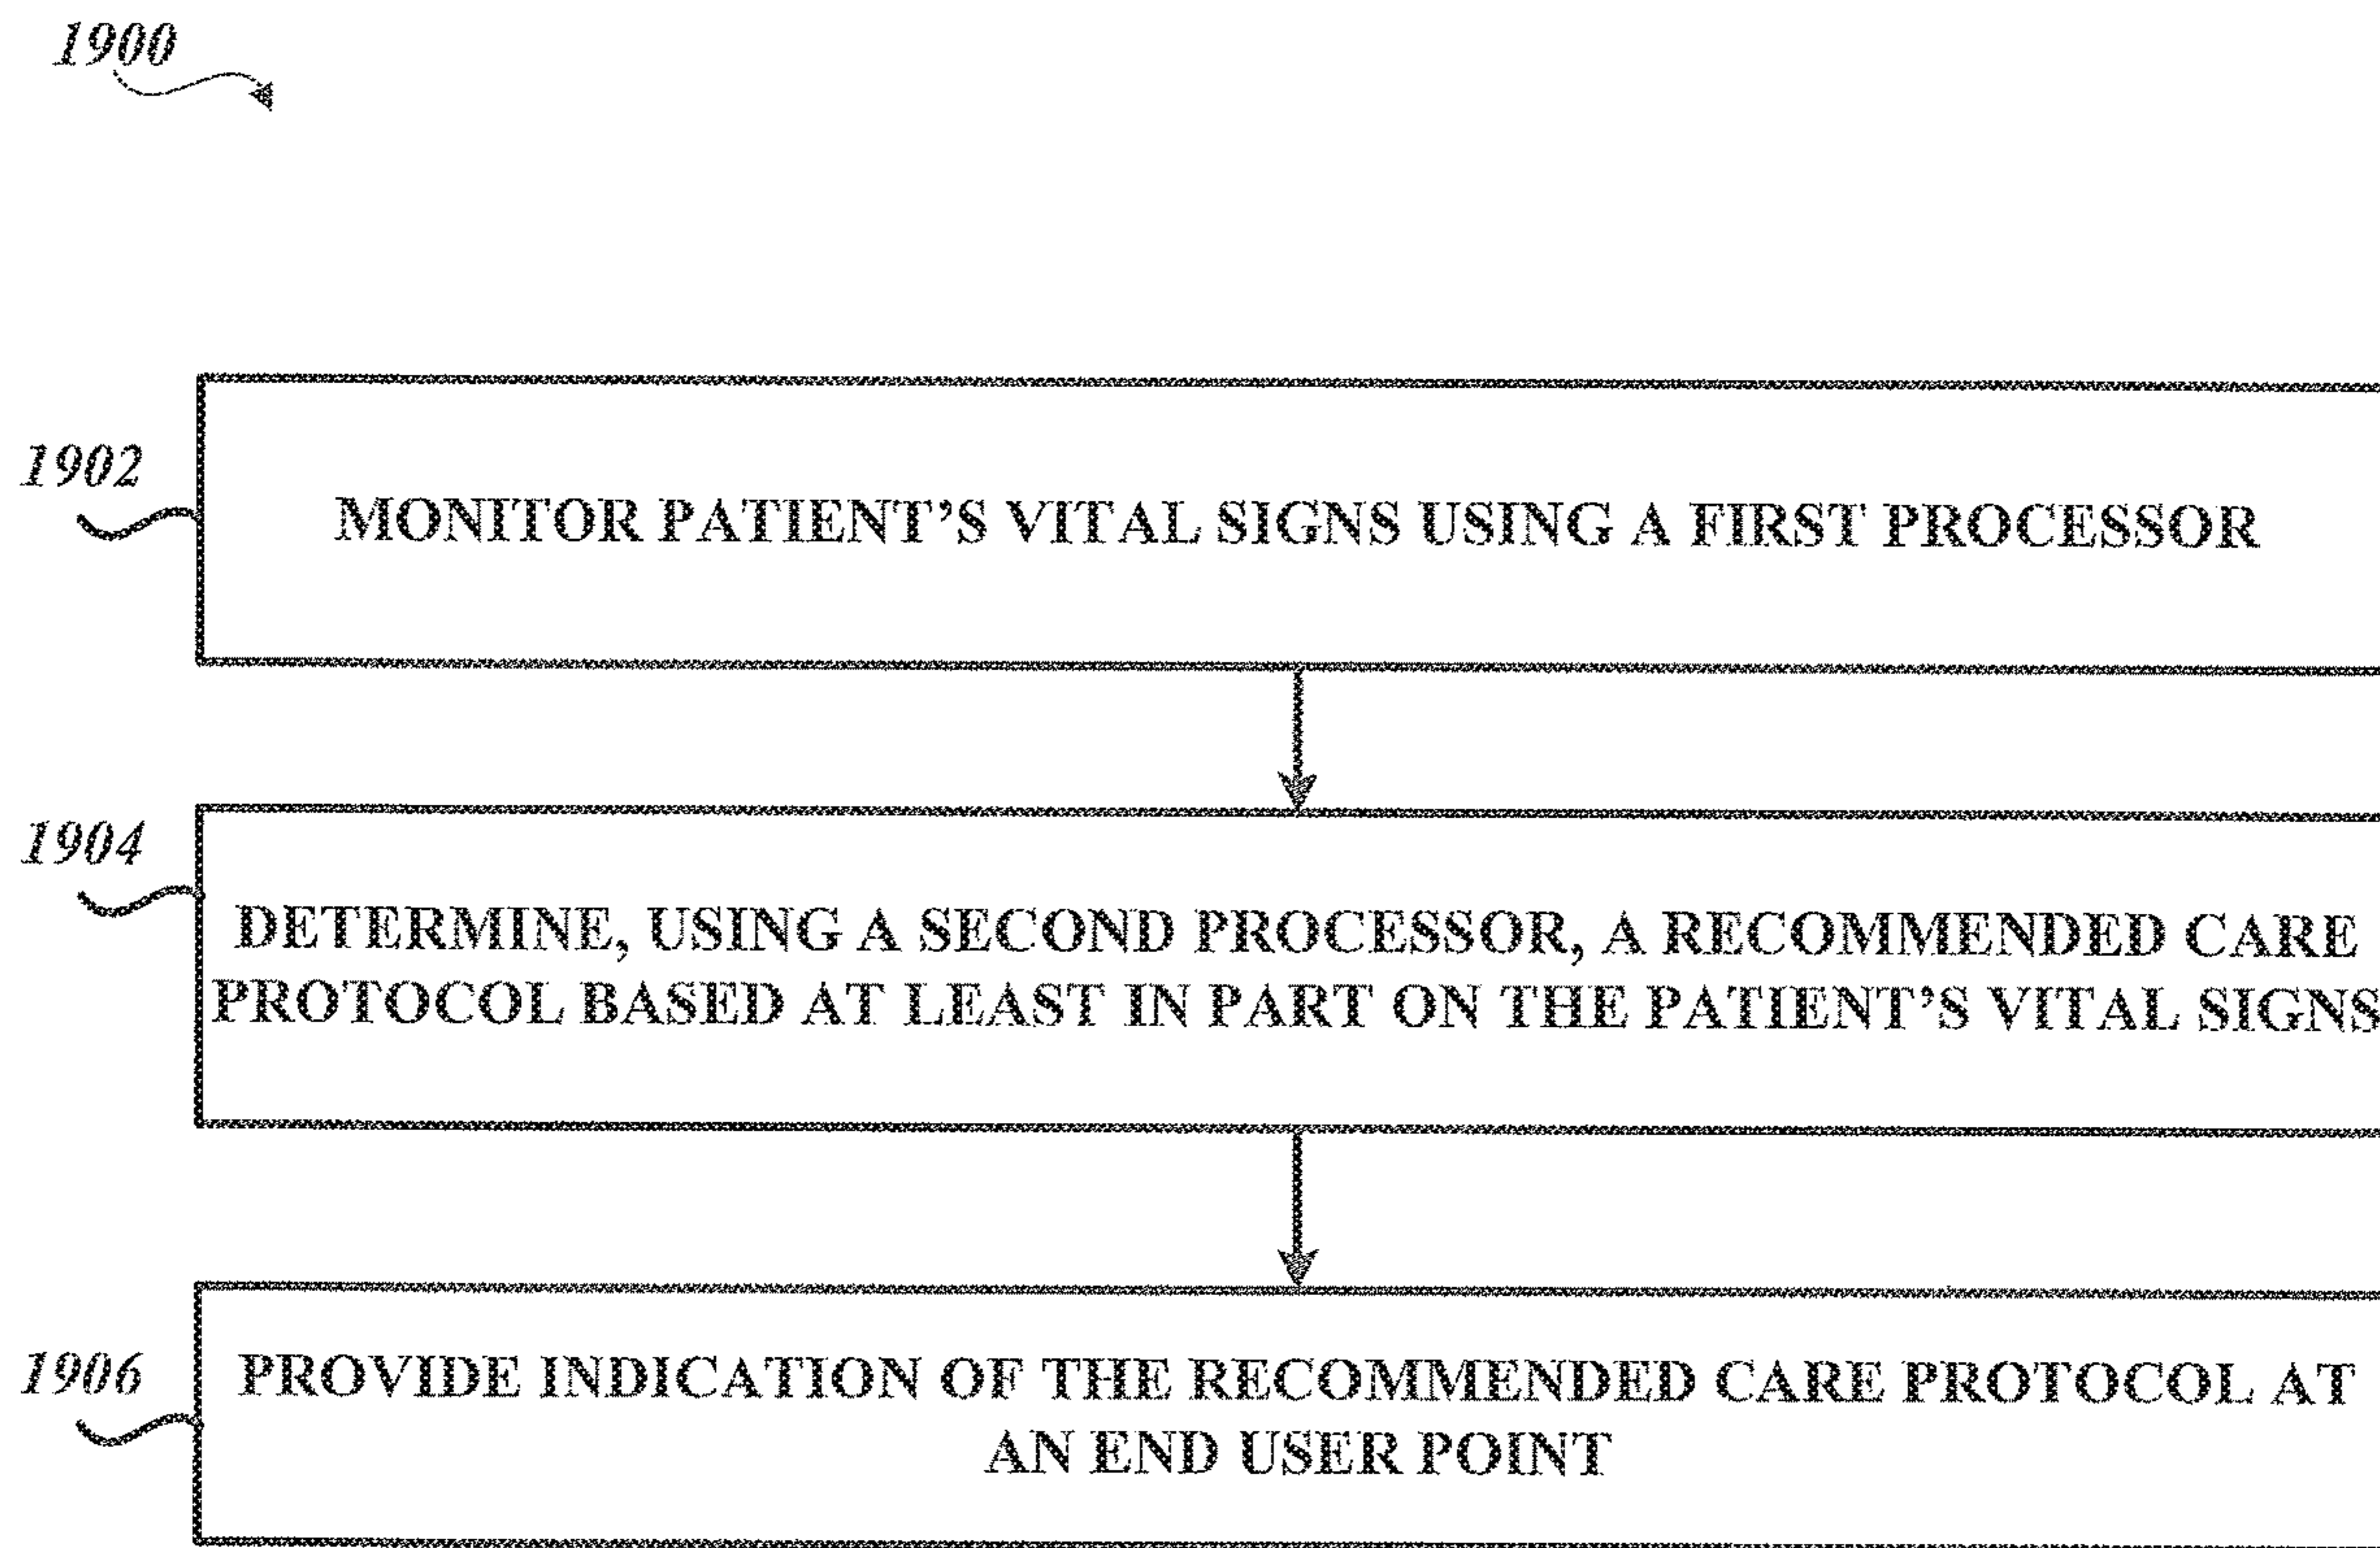 1900
1902
MONITOR PATIENT’S VITAL SIGNS USING A FIRST PROCESSOR
1904
DETERMINE, USING A SECOND PROCESSOR, A RECOMMENDED CARE
PROTOCOL BASED AT LEAST IN PART ON THE PATIENT’S VITAL SIGNS
1906
PROVIDE INDICATION OF THE RECOMMENDED CARE PROTOCOL AT
AN END USER POINT